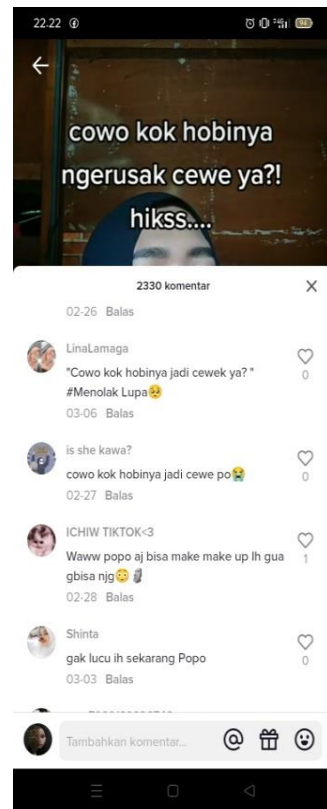 22.22
94
cowo kok hobinya
ngerusak cewe ya?!
hikss....
2330 komentar
02-26 Balas
LinaLamaga
0
"Cowo kok hobinya jadi cewek ya? "
#Menolak Lupa🥺
03-06 Balas
is she kawa?
0
cowo kok hobinya jadi cewe po😭
02-27 Balas
ICHIW TIKTOK<3
1
Waww popo aj bisa make make up lh gua
gbisa njg😳🗿
02-28 Balas
Shinta
0
gak lucu ih sekarang Popo
03-03 Balas
Tambahkan komentar...